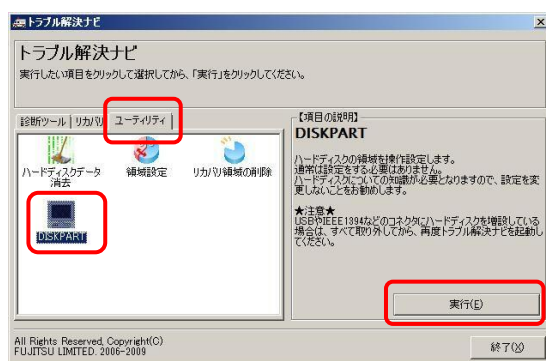 トラブル解決ナビ
トラブル解決ナビ
実行したい項目をクリックして選択してから、「実行」をクリックしてください。
診断ツール
リカバリ
ユーティリティ
ハードディスクデータ
消去
領域設定
リカバリ領域の削除
DISKPART
【項目の説明】
DISKPART
ハードディスクの領域を操作設定します。
通常は設定をする必要はありません。
ハードディスクについての知識が必要となりますので、設定を変
更しないことをお勧めします。
★注意★
USBやIEEE1394などのコネクタにハードディスクを増設している
場合は、すべて取り外してから、再度トラブル解決ナビを起動し
てください。
実行(E)
All Rights Reserved, Copyright(C)
FUJITSU LIMITED. 2006-2009
終了(X)